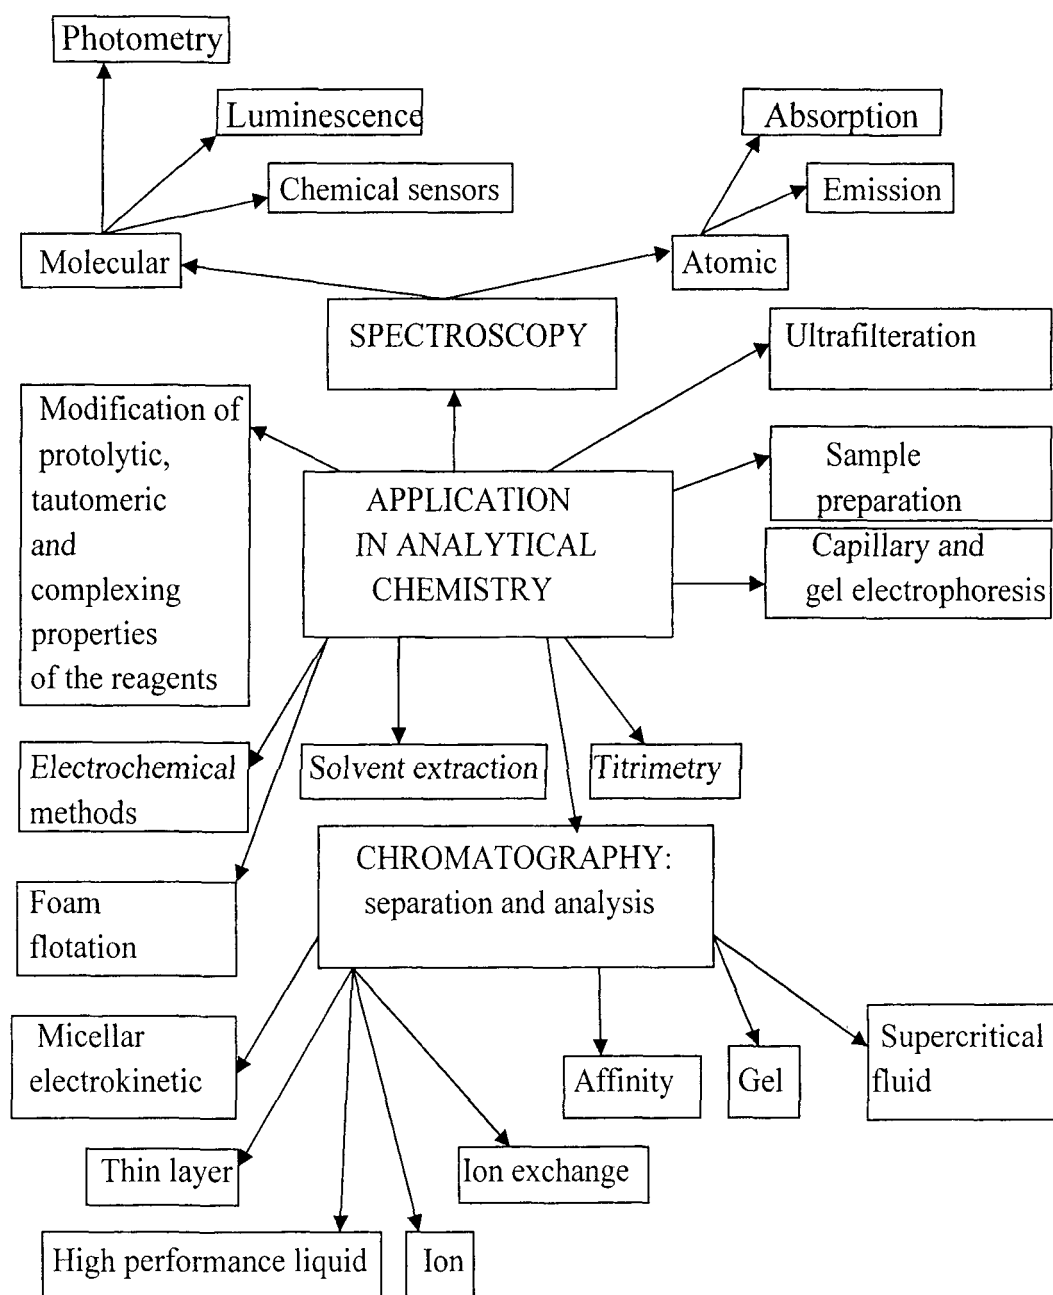 Photometry
Luminescence
Chemical sensors
Molecular
Absorption
Emission
Atomic
SPECTROSCOPY
Ultrafilteration
Modification of
protolytic,
tautomeric
and
complexing
properties
of the reagents
APPLICATION
IN ANALYTICAL
CHEMISTRY
Sample
preparation
Capillary and
gel electrophoresis
Electrochemical
methods
Solvent extraction
Titrimetry
Foam
flotation
CHROMATOGRAPHY:
separation and analysis
Micellar
electrokinetic
Affinity
Gel
Supercritical
fluid
Thin layer
Ion exchange
High performance liquid
Ion